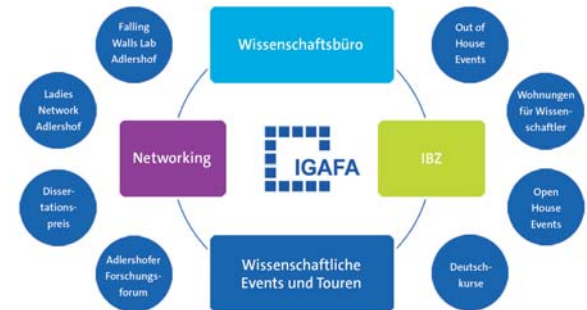 Falling
Walls Lab
Adlershof
Wissenschaftsbüro
Out of
House
Events
Ladies
Network
Adlershof
Wohnungen
für Wissen-
schaftler
Networking
IGAFA
IBZ
Disser-
tations-
preis
Open
House
Events
Adlershofer
Forschungs-
forum
Wissenschaftliche
Events und Touren
Deutsch-
kurse